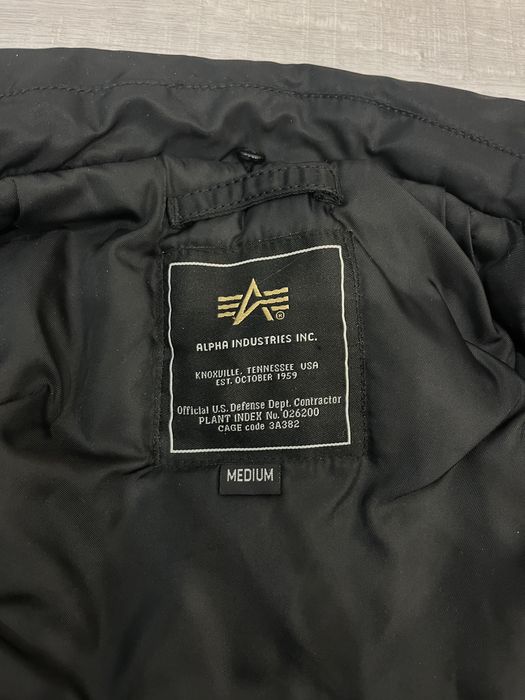 ALPHA INDUSTRIES INC.
KNOXVILLE, TENNESSEE USA
EST. OCTOBER 1959
Official U.S. Defense Dept. Contractor
PLANT INDEX No. 026200
CAGE code 3A382
MEDIUM